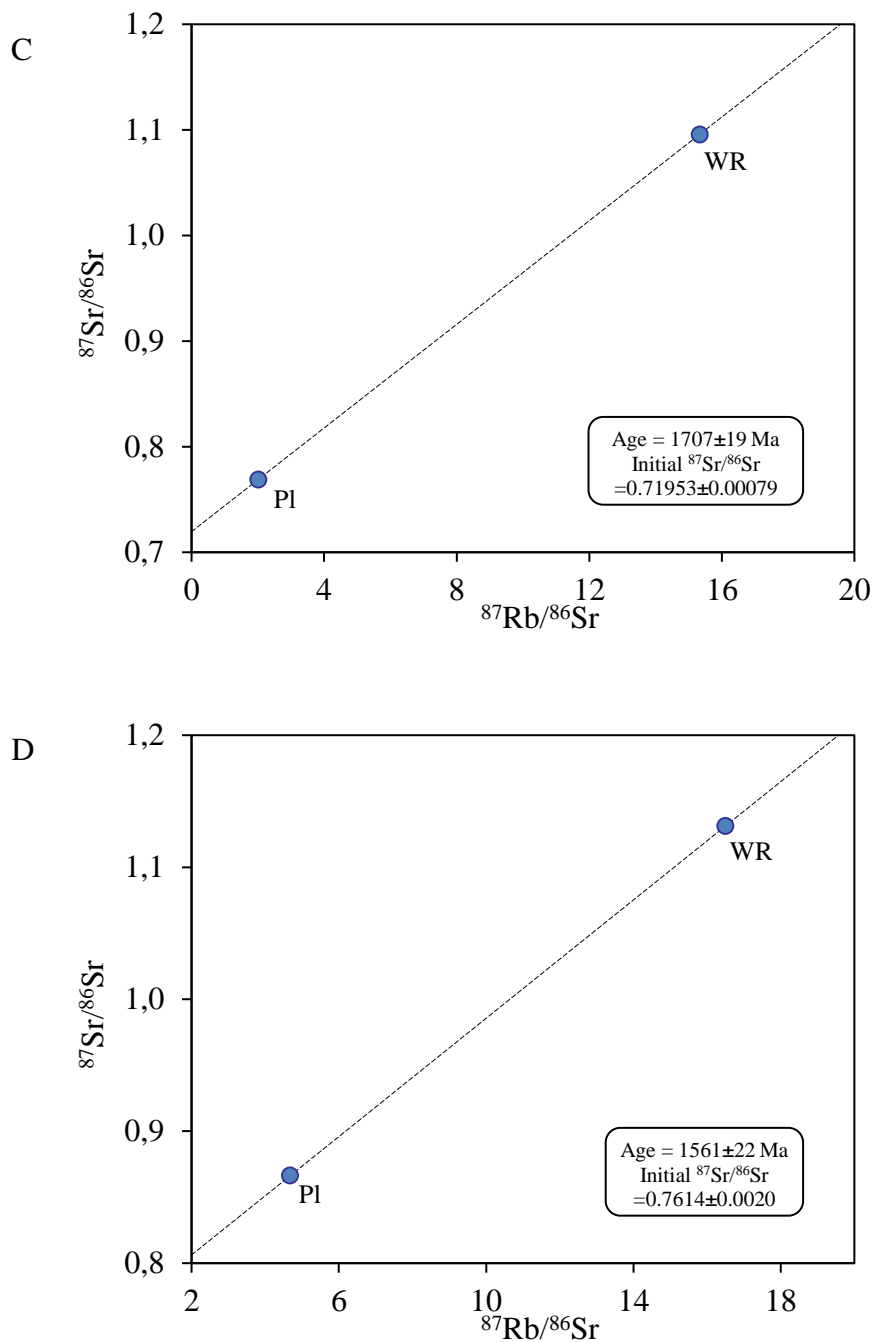 C
1,2
1,1
1,0
0,9
0,8
0,7
⁸⁷Sr/⁸⁶Sr
WR
Pl
Age = 1707±19 Ma
Initial ⁸⁷Sr/⁸⁶Sr
=0.71953±0.00079
0 4 8 12 16 20
⁸⁷Rb/⁸⁶Sr
D
1,2
1,1
1,0
0,9
0,8
⁸⁷Sr/⁸⁶Sr
WR
Pl
Age = 1561±22 Ma
Initial ⁸⁷Sr/⁸⁶Sr
=0.7614±0.0020
2 6 10 14 18
⁸⁷Rb/⁸⁶Sr